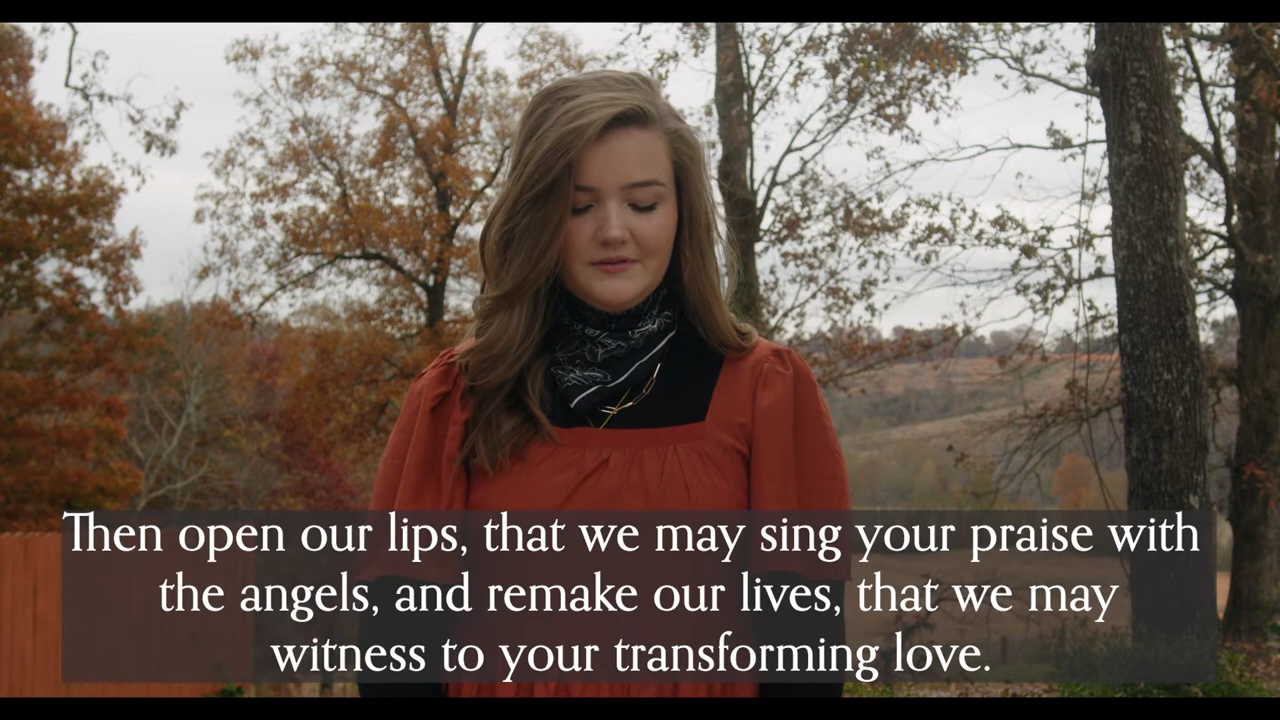 Then open our lips, that we may sing your praise with
the angels, and remake our lives, that we may
witness to your transforming love.